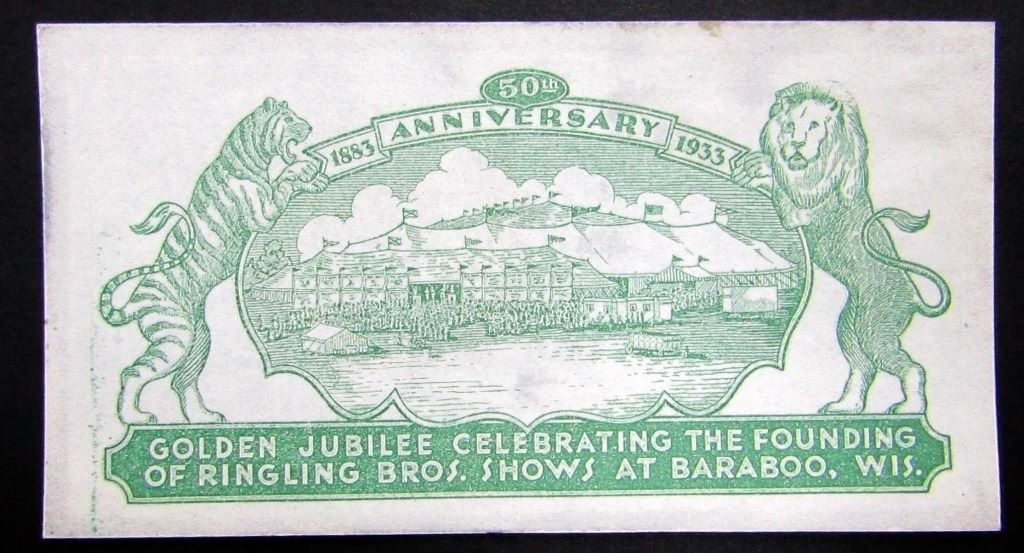 50th
ANNIVERSARY
1883
1933
GOLDEN JUBILEE CELEBRATING THE FOUNDING
OF RINGLING BROS. SHOWS AT BARABOO, WIS.